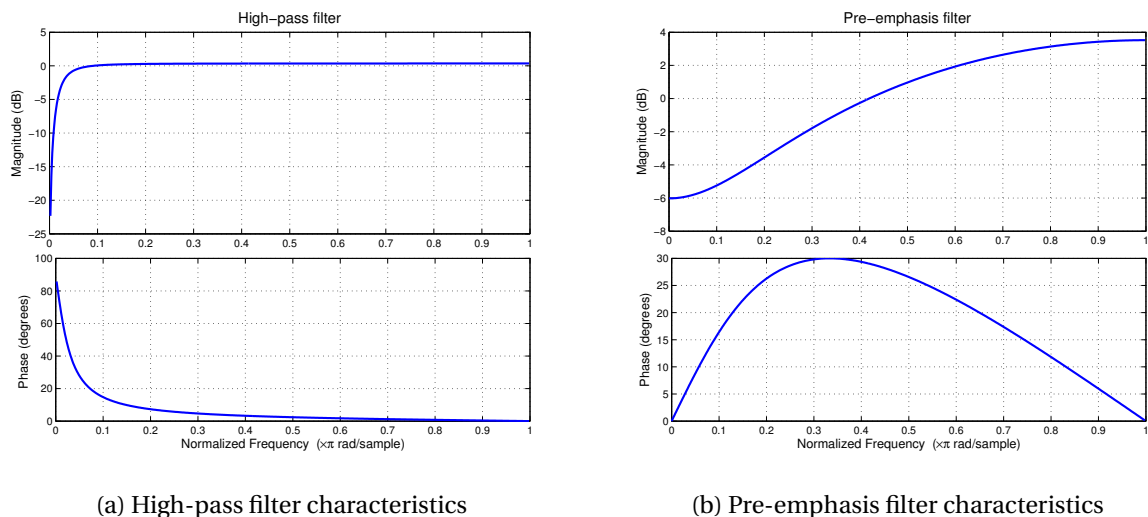 High-pass filter
5
0
-5
-10
-15
-20
-25
Magnitude (dB)
0 0.1 0.2 0.3 0.4 0.5 0.6 0.7 0.8 0.9 1
100
80
60
40
20
0
Phase (degrees)
0 0.1 0.2 0.3 0.4 0.5 0.6 0.7 0.8 0.9 1
Normalized Frequency (×π rad/sample)
(a) High-pass filter characteristics
Pre-emphasis filter
4
2
0
-2
-4
-6
-8
Magnitude (dB)
0 0.1 0.2 0.3 0.4 0.5 0.6 0.7 0.8 0.9 1
30
25
20
15
10
5
0
Phase (degrees)
0 0.1 0.2 0.3 0.4 0.5 0.6 0.7 0.8 0.9 1
Normalized Frequency (×π rad/sample)
(b) Pre-emphasis filter characteristics